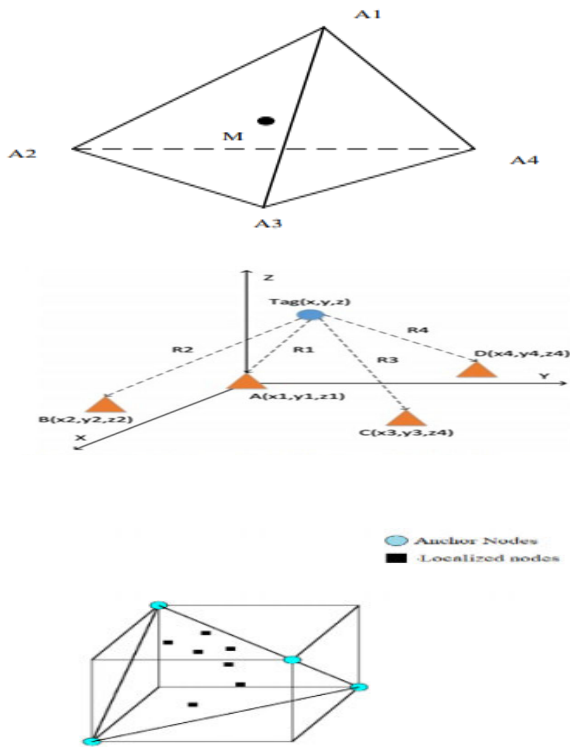 A1
M
A2
A4
A3
Z
Tag(x,y,z)
R4
R2
R1
R3
D(x4,y4,z4)
Y
A(x1,y1,z1)
B(x2,y2,z2)
C(x3,y3,z4)
X
Anchor Nodes
Localized nodes